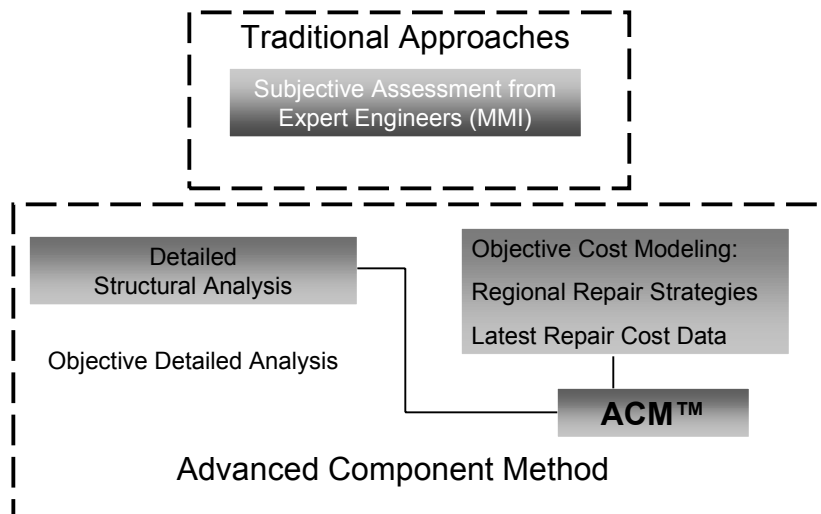 Traditional Approaches
Subjective Assessment from
Expert Engineers (MMI)
Detailed
Structural Analysis
Objective Cost Modeling:
Regional Repair Strategies
Latest Repair Cost Data
Objective Detailed Analysis
ACM™
Advanced Component Method